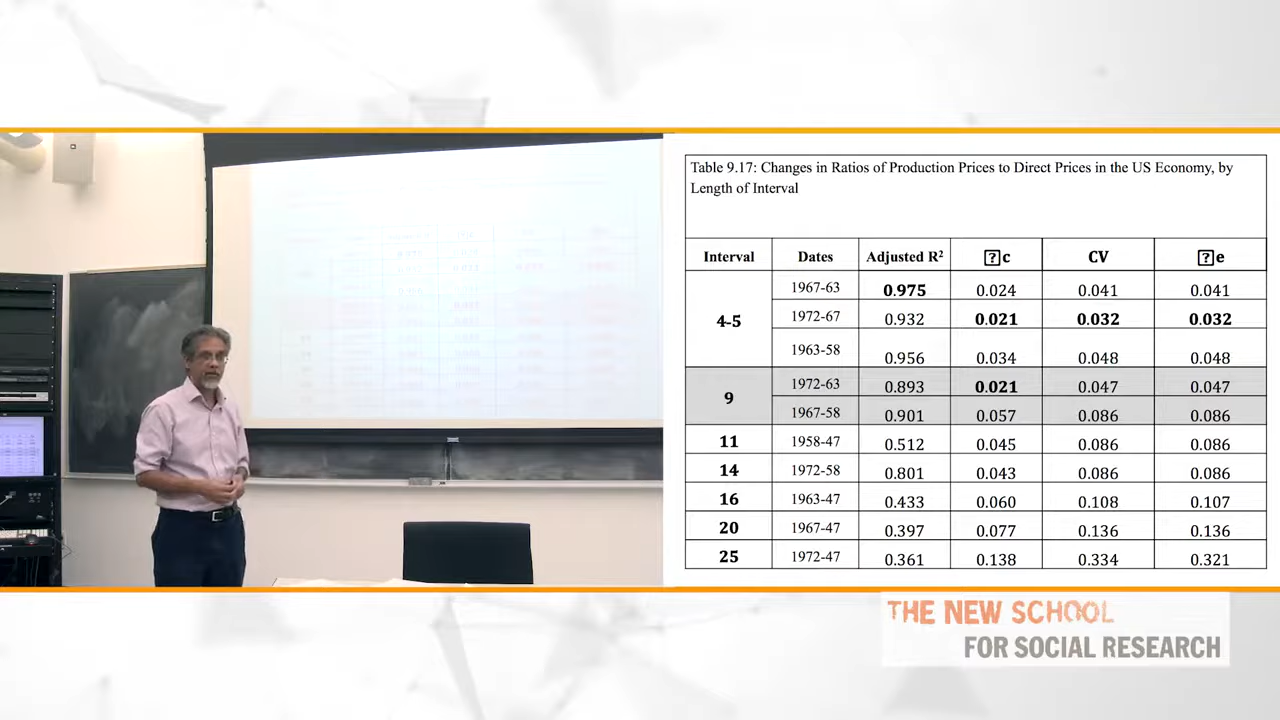 Table 9.17: Changes in Ratios of Production Prices to Direct Prices in the US Economy, by
Length of Interval
Interval Dates Adjusted R² ⍰c CV ⍰e
4-5 1967-63 0.975 0.024 0.041 0.041
1972-67 0.932 0.021 0.032 0.032
1963-58 0.956 0.034 0.048 0.048
9 1972-63 0.893 0.021 0.047 0.047
1967-58 0.901 0.057 0.086 0.086
11 1958-47 0.512 0.045 0.086 0.086
14 1972-58 0.801 0.043 0.086 0.086
16 1963-47 0.433 0.060 0.108 0.107
20 1967-47 0.397 0.077 0.136 0.136
25 1972-47 0.361 0.138 0.334 0.321
THE NEW SCHOOL
FOR SOCIAL RESEARCH